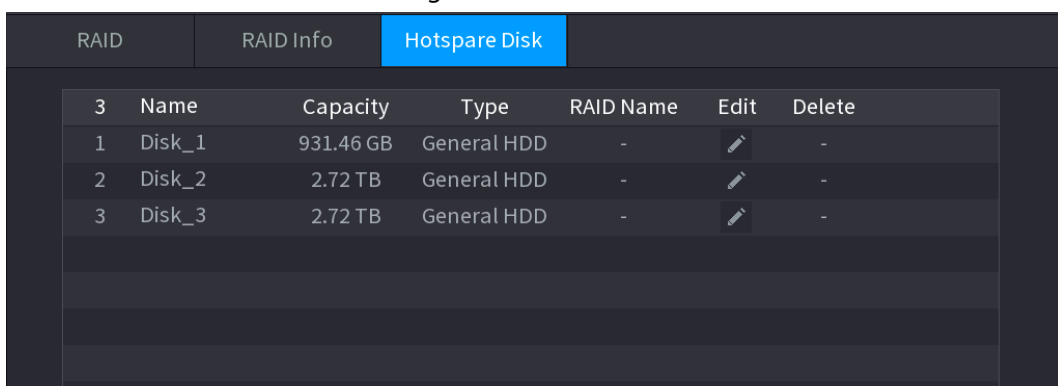 RAID RAID Info Hotspare Disk
3 Name Capacity Type RAID Name Edit Delete
1 Disk_1 931.46 GB General HDD - -
2 Disk_2 2.72 TB General HDD - -
3 Disk_3 2.72 TB General HDD - -